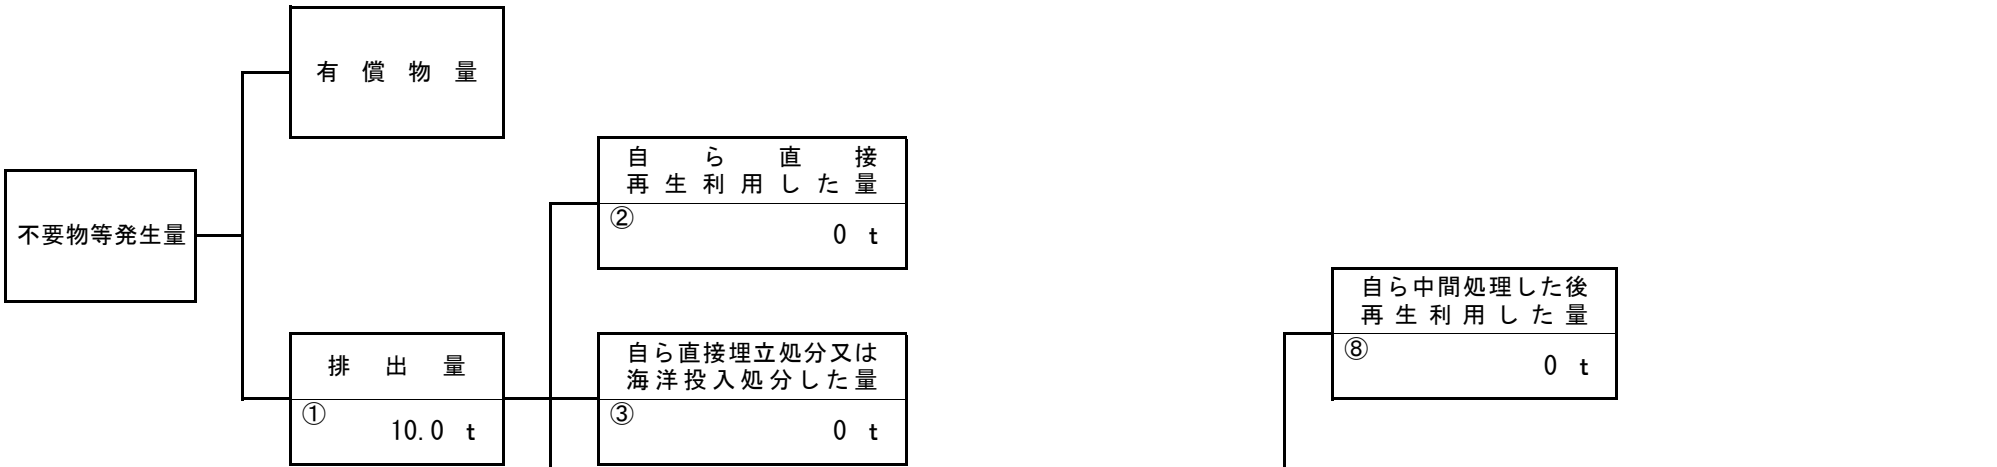 有償物量
自ら直接
再生利用した量
②
0 t
不要物等発生量
自ら中間処理した後
再生利用した量
⑧
0 t
排出量
①
10.0 t
自ら直接埋立処分又は
海洋投入処分した量
③
0 t